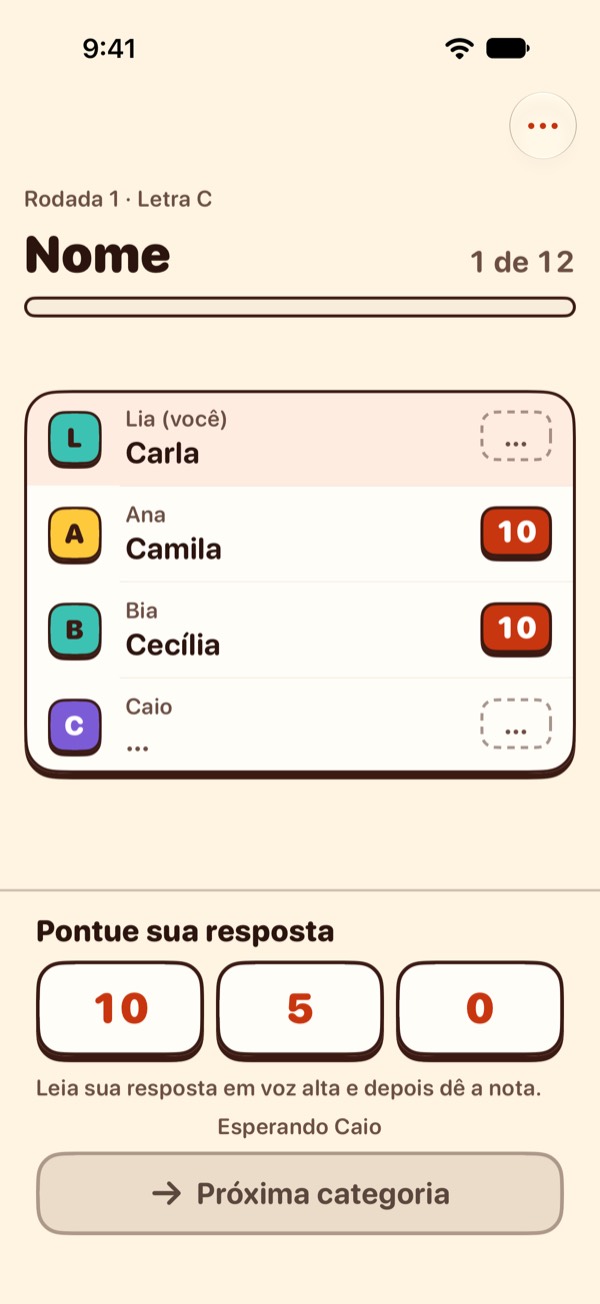 9:41
Rodada 1 · Letra C
Nome
1 de 12
L
Lia (você)
Carla
...
A
Ana
Camila
10
B
Bia
Cecília
10
C
Caio
...
...
Pontue sua resposta
10
5
0
Leia sua resposta em voz alta e depois dê a nota.
Esperando Caio
→ Próxima categoria